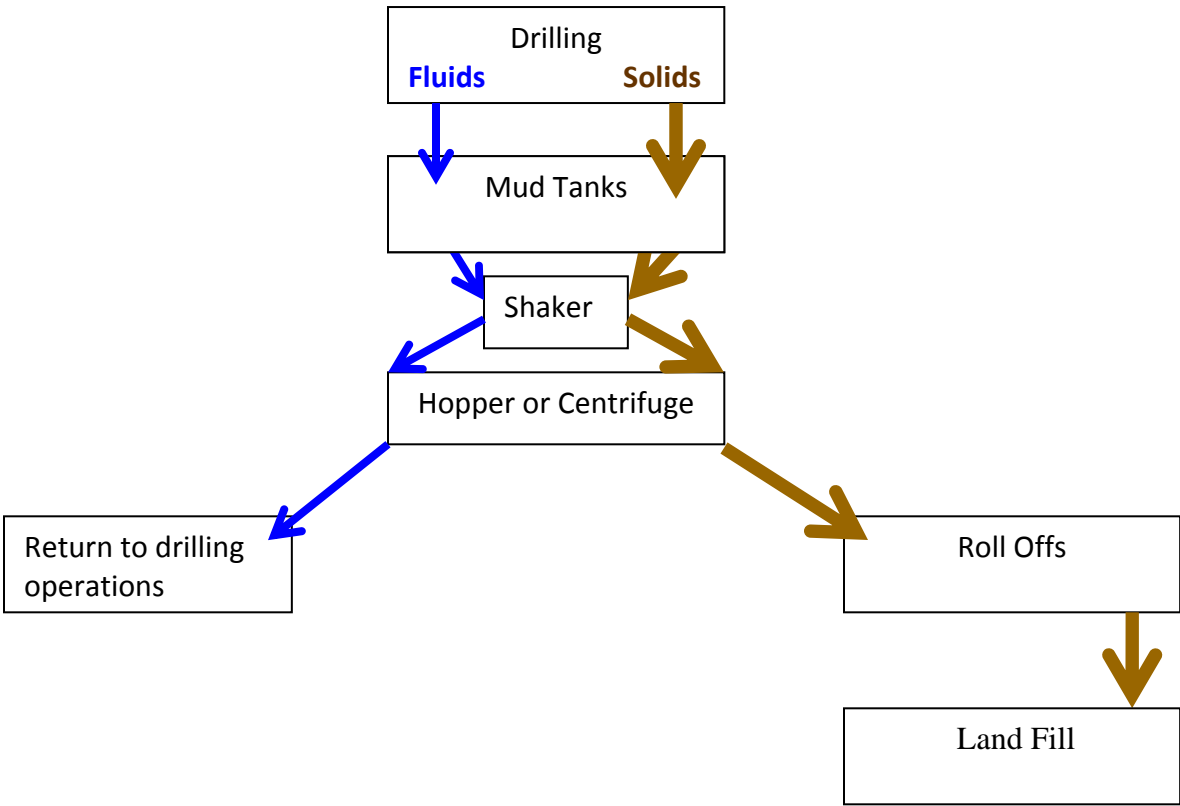 Drilling
Fluids Solids
Mud Tanks
Shaker
Hopper or Centrifuge
Return to drilling
operations
Roll Offs
Land Fill